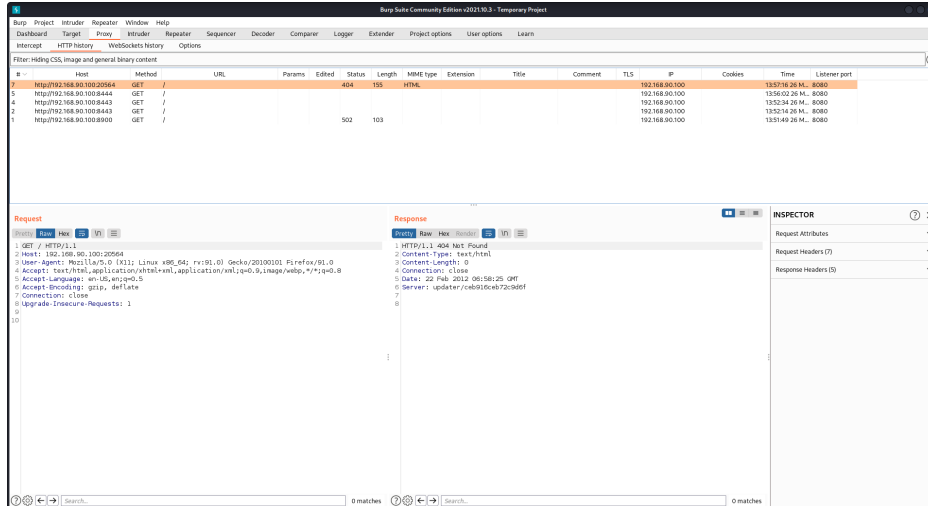 Burp Suite Community Edition v2021.10.3 - Temporary Project
Burp Project Intruder Repeater Window Help
Dashboard Target Proxy Intruder Repeater Sequencer Decoder Comparer Logger Extender Project options User options Learn
Intercept HTTP history WebSockets history Options
Filter: Hiding CSS, image and general binary content
# Host Method URL Params Edited Status Length MIME type Extension Title Comment TLS IP Cookies Time Listener port
7 http://192.168.90.100:20564 GET / 404 155 HTML 192.168.90.100 13:57:16 26 M... 8080
5 http://192.168.90.100:8444 GET / 192.168.90.100 13:56:02 26 M... 8080
4 http://192.168.90.100:8443 GET / 192.168.90.100 13:52:34 26 M... 8080
2 http://192.168.90.100:8443 GET / 192.168.90.100 13:52:14 26 M... 8080
1 http://192.168.90.100:8900 GET / 502 103 192.168.90.100 13:51:49 26 M... 8080
Request
Pretty Raw Hex \n
1 GET / HTTP/1.1
2 Host: 192.168.90.100:20564
3 User-Agent: Mozilla/5.0 (X11; Linux x86_64; rv:91.0) Gecko/20100101 Firefox/91.0
4 Accept: text/html,application/xhtml+xml,application/xml;q=0.9,image/webp,*/*;q=0.8
5 Accept-Language: en-US,en;q=0.5
6 Accept-Encoding: gzip, deflate
7 Connection: close
8 Upgrade-Insecure-Requests: 1
9
10
Search... 0 matches
Response
Pretty Raw Hex Render \n
1 HTTP/1.1 404 Not Found
2 Content-Type: text/html
3 Content-Length: 0
4 Connection: close
5 Date: 22 Feb 2012 06:58:25 GMT
6 Server: updater/ceb916ceb72c9d6f
7
8
Search... 0 matches
INSPECTOR
Request Attributes
Request Headers (7)
Response Headers (5)